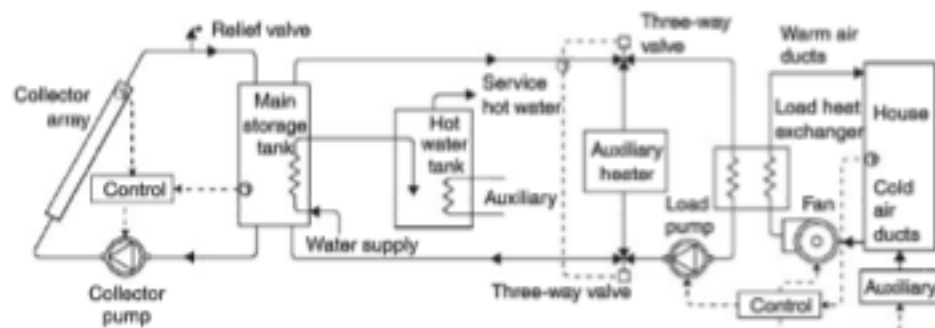 Relief valve
Collector
array
Control
Collector
pump
Main
storage
tank
Water supply
Service
hot water
Hot
water
tank
Auxiliary
Three-way
valve
Auxiliary
heater
Three-way valve
Load
pump
Warm air
ducts
Load heat
exchanger
Fan
House
Cold
air
ducts
Control
Auxiliary